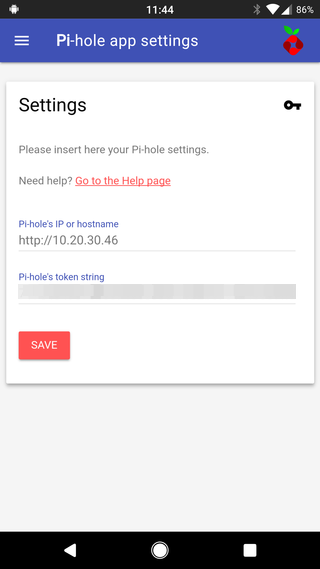 11:44
86%
Pi-hole app settings
Settings
Please insert here your Pi-hole settings.
Need help? Go to the Help page
Pi-hole's IP or hostname
http://10.20.30.46
Pi-hole's token string
SAVE